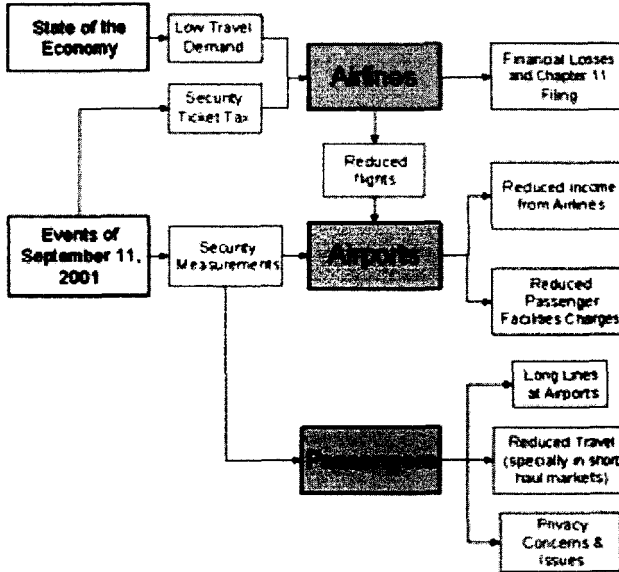 State of the
Economy
Low Travel
Demand
Airlines
Financial Losses
and Chapter 11
Filing
Security
Ticket Tax
Reduced
flights
Reduced income
from Airlines
Events of
September 11,
2001
Security
Measurements
Airports
Reduced
Passenger
Facilities Charges
Long Lines
at Airports
Passengers
Reduced Travel
(specially in short
haul markets)
Privacy
Concerns &
Issues